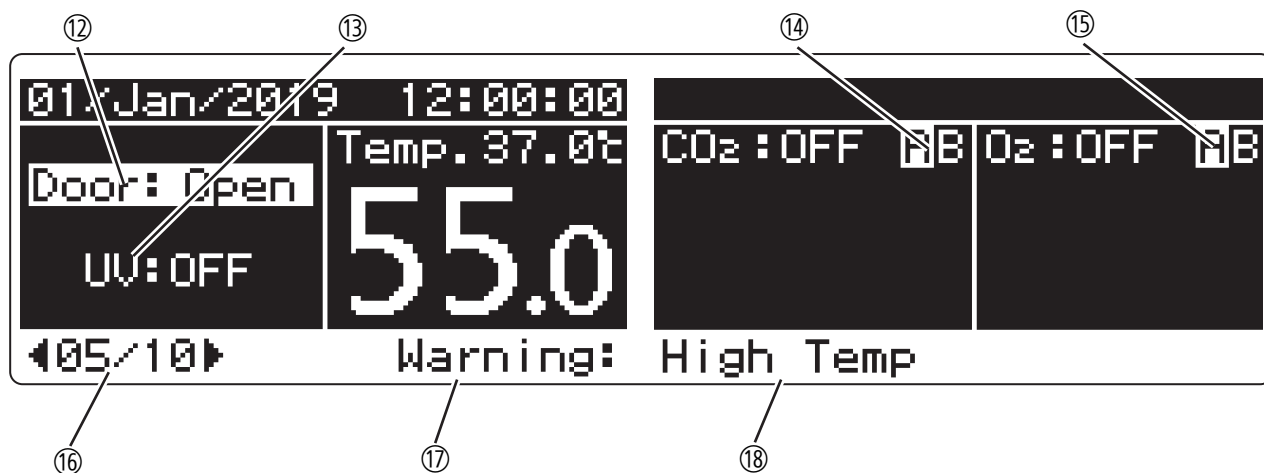 ⑫ ⑬ ⑭ ⑮
01/Jan/2019 12:00:00
Temp. 37.0℃ CO₂:OFF AB O₂:OFF AB
Door: Open
55.0
UV:OFF
◀05/10▶ Warning: High Temp
⑯ ⑰ ⑱